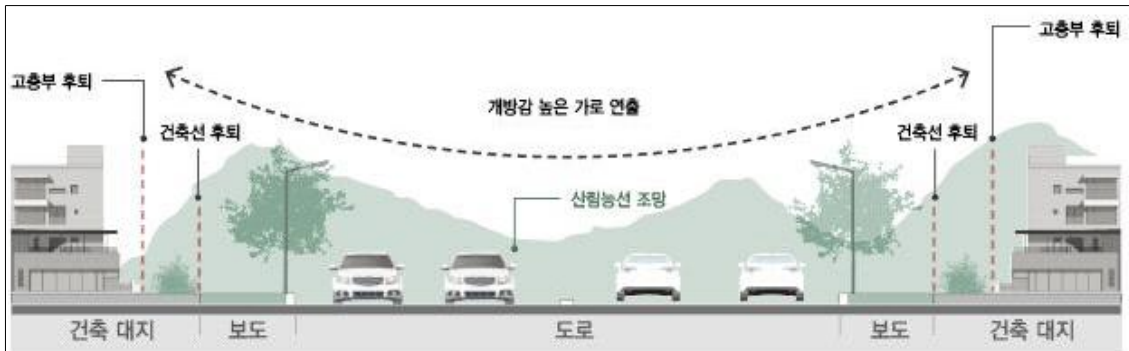 고층부 후퇴
고층부 후퇴
개방감 높은 가로 연출
건축선 후퇴
건축선 후퇴
산림능선 조망
건축 대지
보도
도로
보도
건축 대지